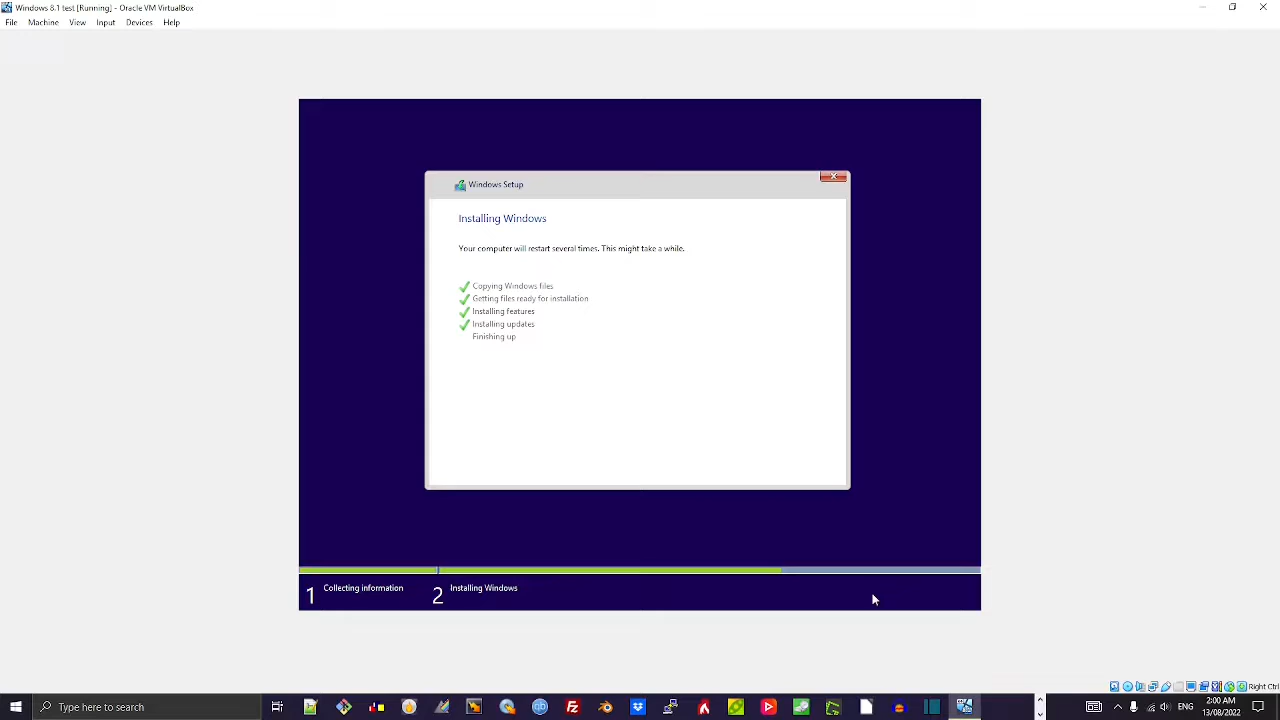 Windows 8.1 test [Running] - Oracle VM VirtualBox
File Machine View Input Devices Help
Windows Setup
Installing Windows
Your computer will restart several times. This might take a while.
Copying Windows files
Getting files ready for installation
Installing features
Installing updates
Finishing up
1 Collecting information
2 Installing Windows
Right Ctrl
Type here to search
qb
Fz
ENG
2:00 AM
13/08/2022